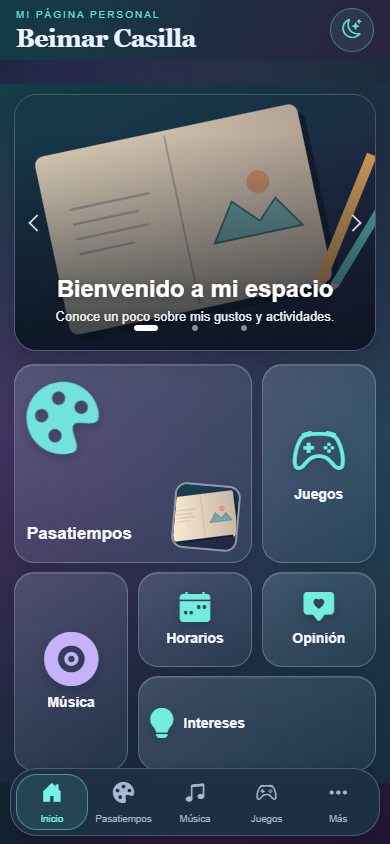 MI PÁGINA PERSONAL
Beimar Casilla
Bienvenido a mi espacio
Conoce un poco sobre mis gustos y actividades.
Pasatiempos
Juegos
Música
Horarios
Opinión
Intereses
Inicio
Pasatiempos
Música
Juegos
Más